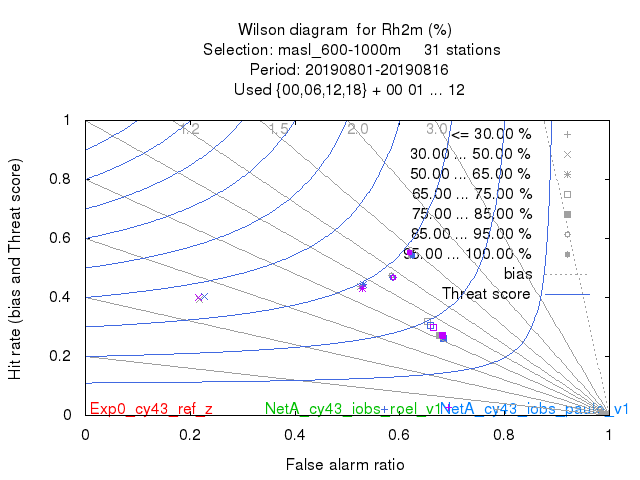 Wilson diagram for Rh2m (%)
Selection: masl_600-1000m 31 stations
Period: 20190801-20190816
Used {00,06,12,18} + 00 01 ... 12
1.2 1.5 2.0 3.0
<= 30.00 %
30.00 ... 50.00 %
50.00 ... 65.00 %
65.00 ... 75.00 %
75.00 ... 85.00 %
85.00 ... 95.00 %
95.00 ... 100.00 %
bias
Threat score
Hit rate (bias and Threat score)
1
0.8
0.6
0.4
0.2
0
Exp0_cy43_ref_z NetA_cy43_iobs+roel_v1 NetA_cy43_iobs_paulo_v1
0 0.2 0.4 0.6 0.8 1
False alarm ratio